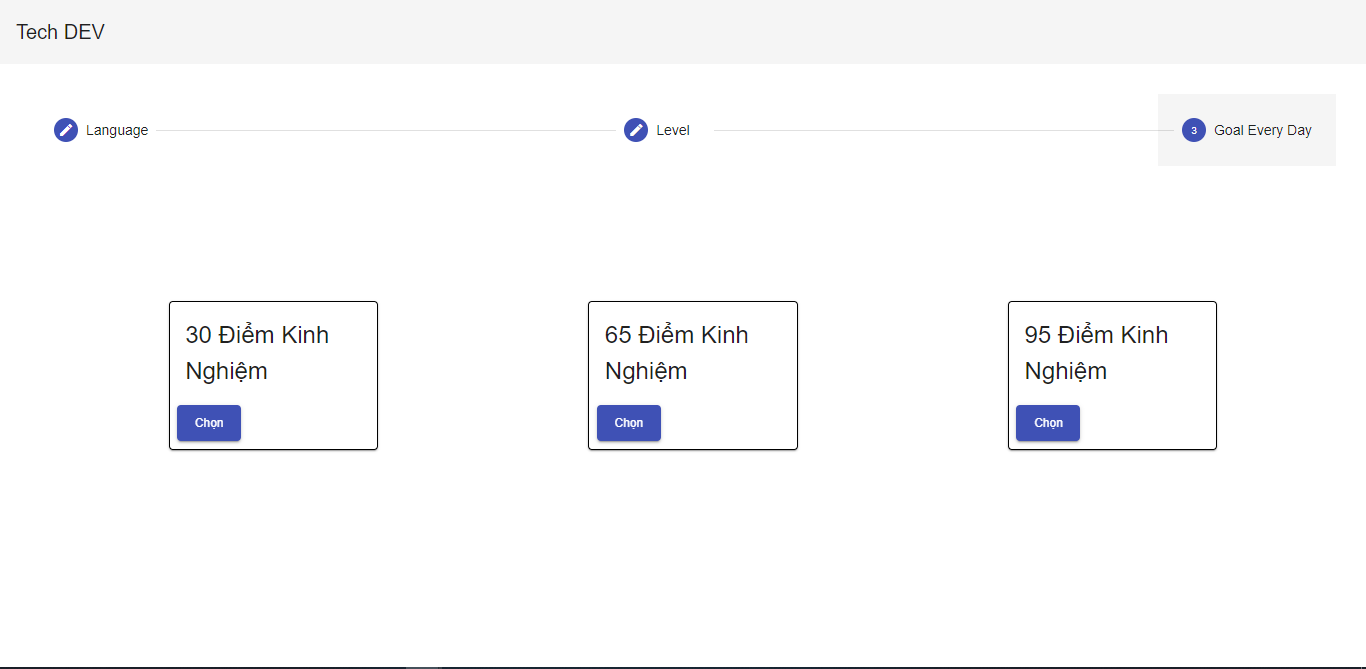 Tech DEV
Language
Level
3 Goal Every Day
30 Điểm Kinh
Nghiệm
Chọn
65 Điểm Kinh
Nghiệm
Chọn
95 Điểm Kinh
Nghiệm
Chọn